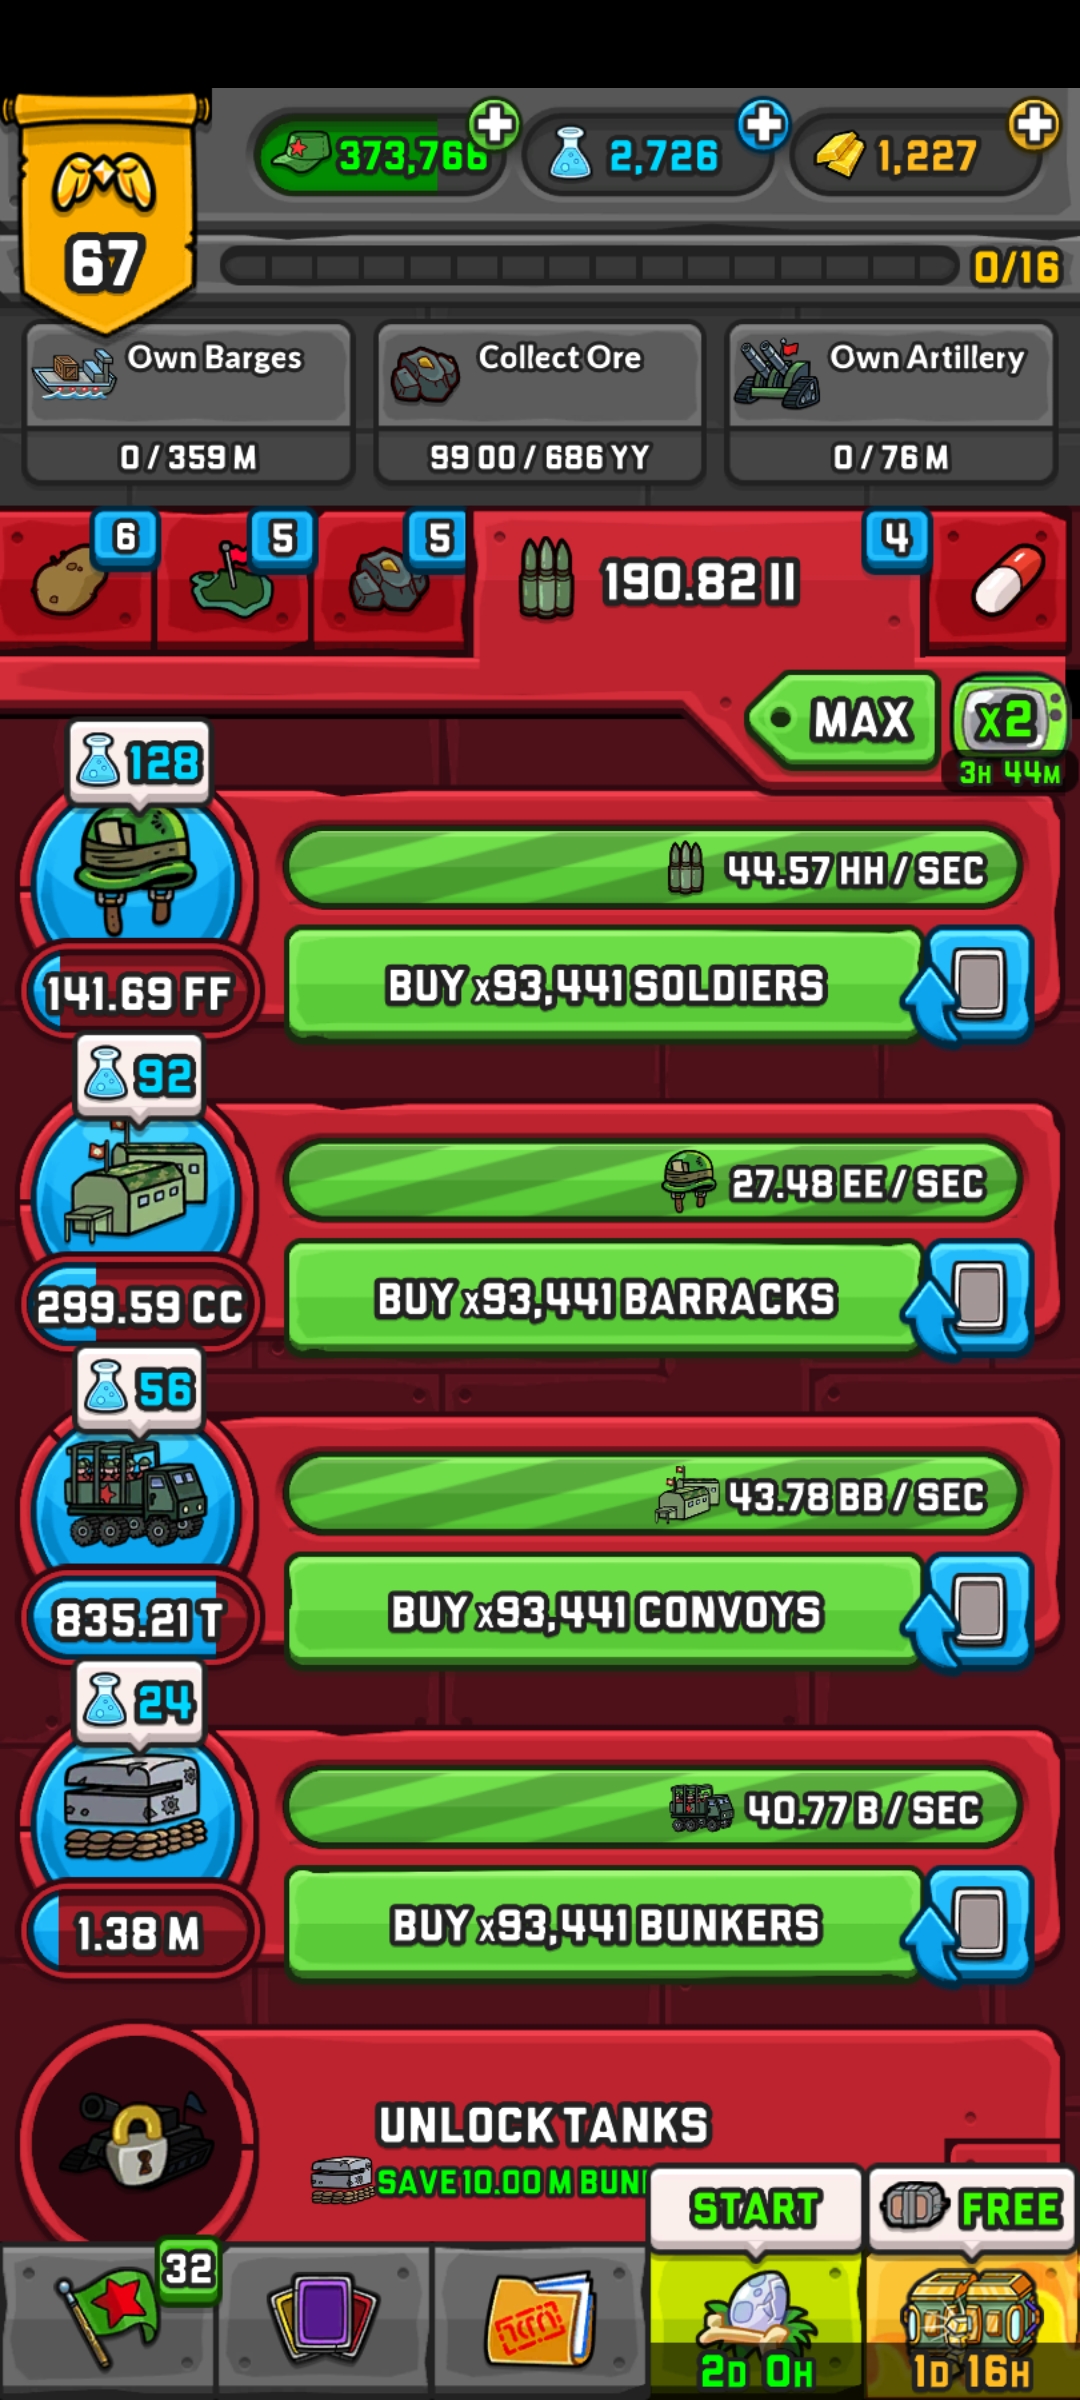 373,766
2,726
1,227
67
0/16
Own Barges
0 / 359 M
Collect Ore
99 OO / 686 YY
Own Artillery
0 / 76 M
6
5
5
190.82 II
4
MAX
x2
3H 44M
128
44.57 HH / SEC
141.69 FF
BUY x93,441 SOLDIERS
92
27.48 EE / SEC
299.59 CC
BUY x93,441 BARRACKS
56
43.78 BB / SEC
835.21 T
BUY x93,441 CONVOYS
24
40.77 B / SEC
1.38 M
BUY x93,441 BUNKERS
UNLOCK TANKS
SAVE 10.00 M
START
FREE
32
2D 0H
1D 16H